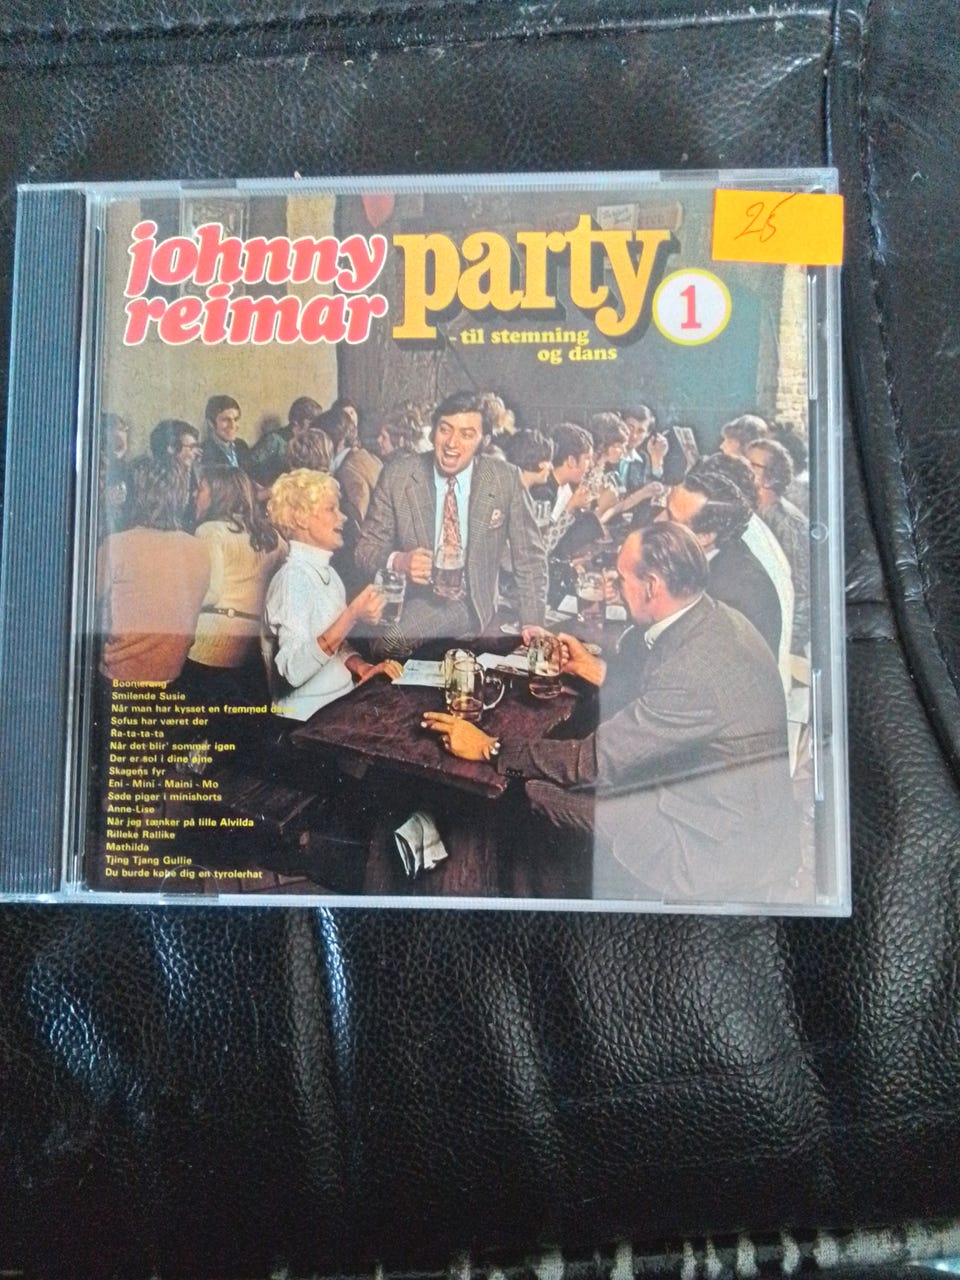 johnny
reimar
party
1
- til stemning
og dans
25
Boomerang
Smilende Susie
Når man har kysset en fremmed
Sofus har været der
Ra-ta-ta-ta
Når det blir' sommer igen
Der er sol i dine øjne
Skagens fyr
Eni - Mini - Maini - Mo
Søde piger i minishorts
Anne-Lise
Når jeg tænker på lille Alvilda
Rilleke Rallike
Mathilda
Tjing Tjang Gullie
Du burde købe dig en tyrolerhat